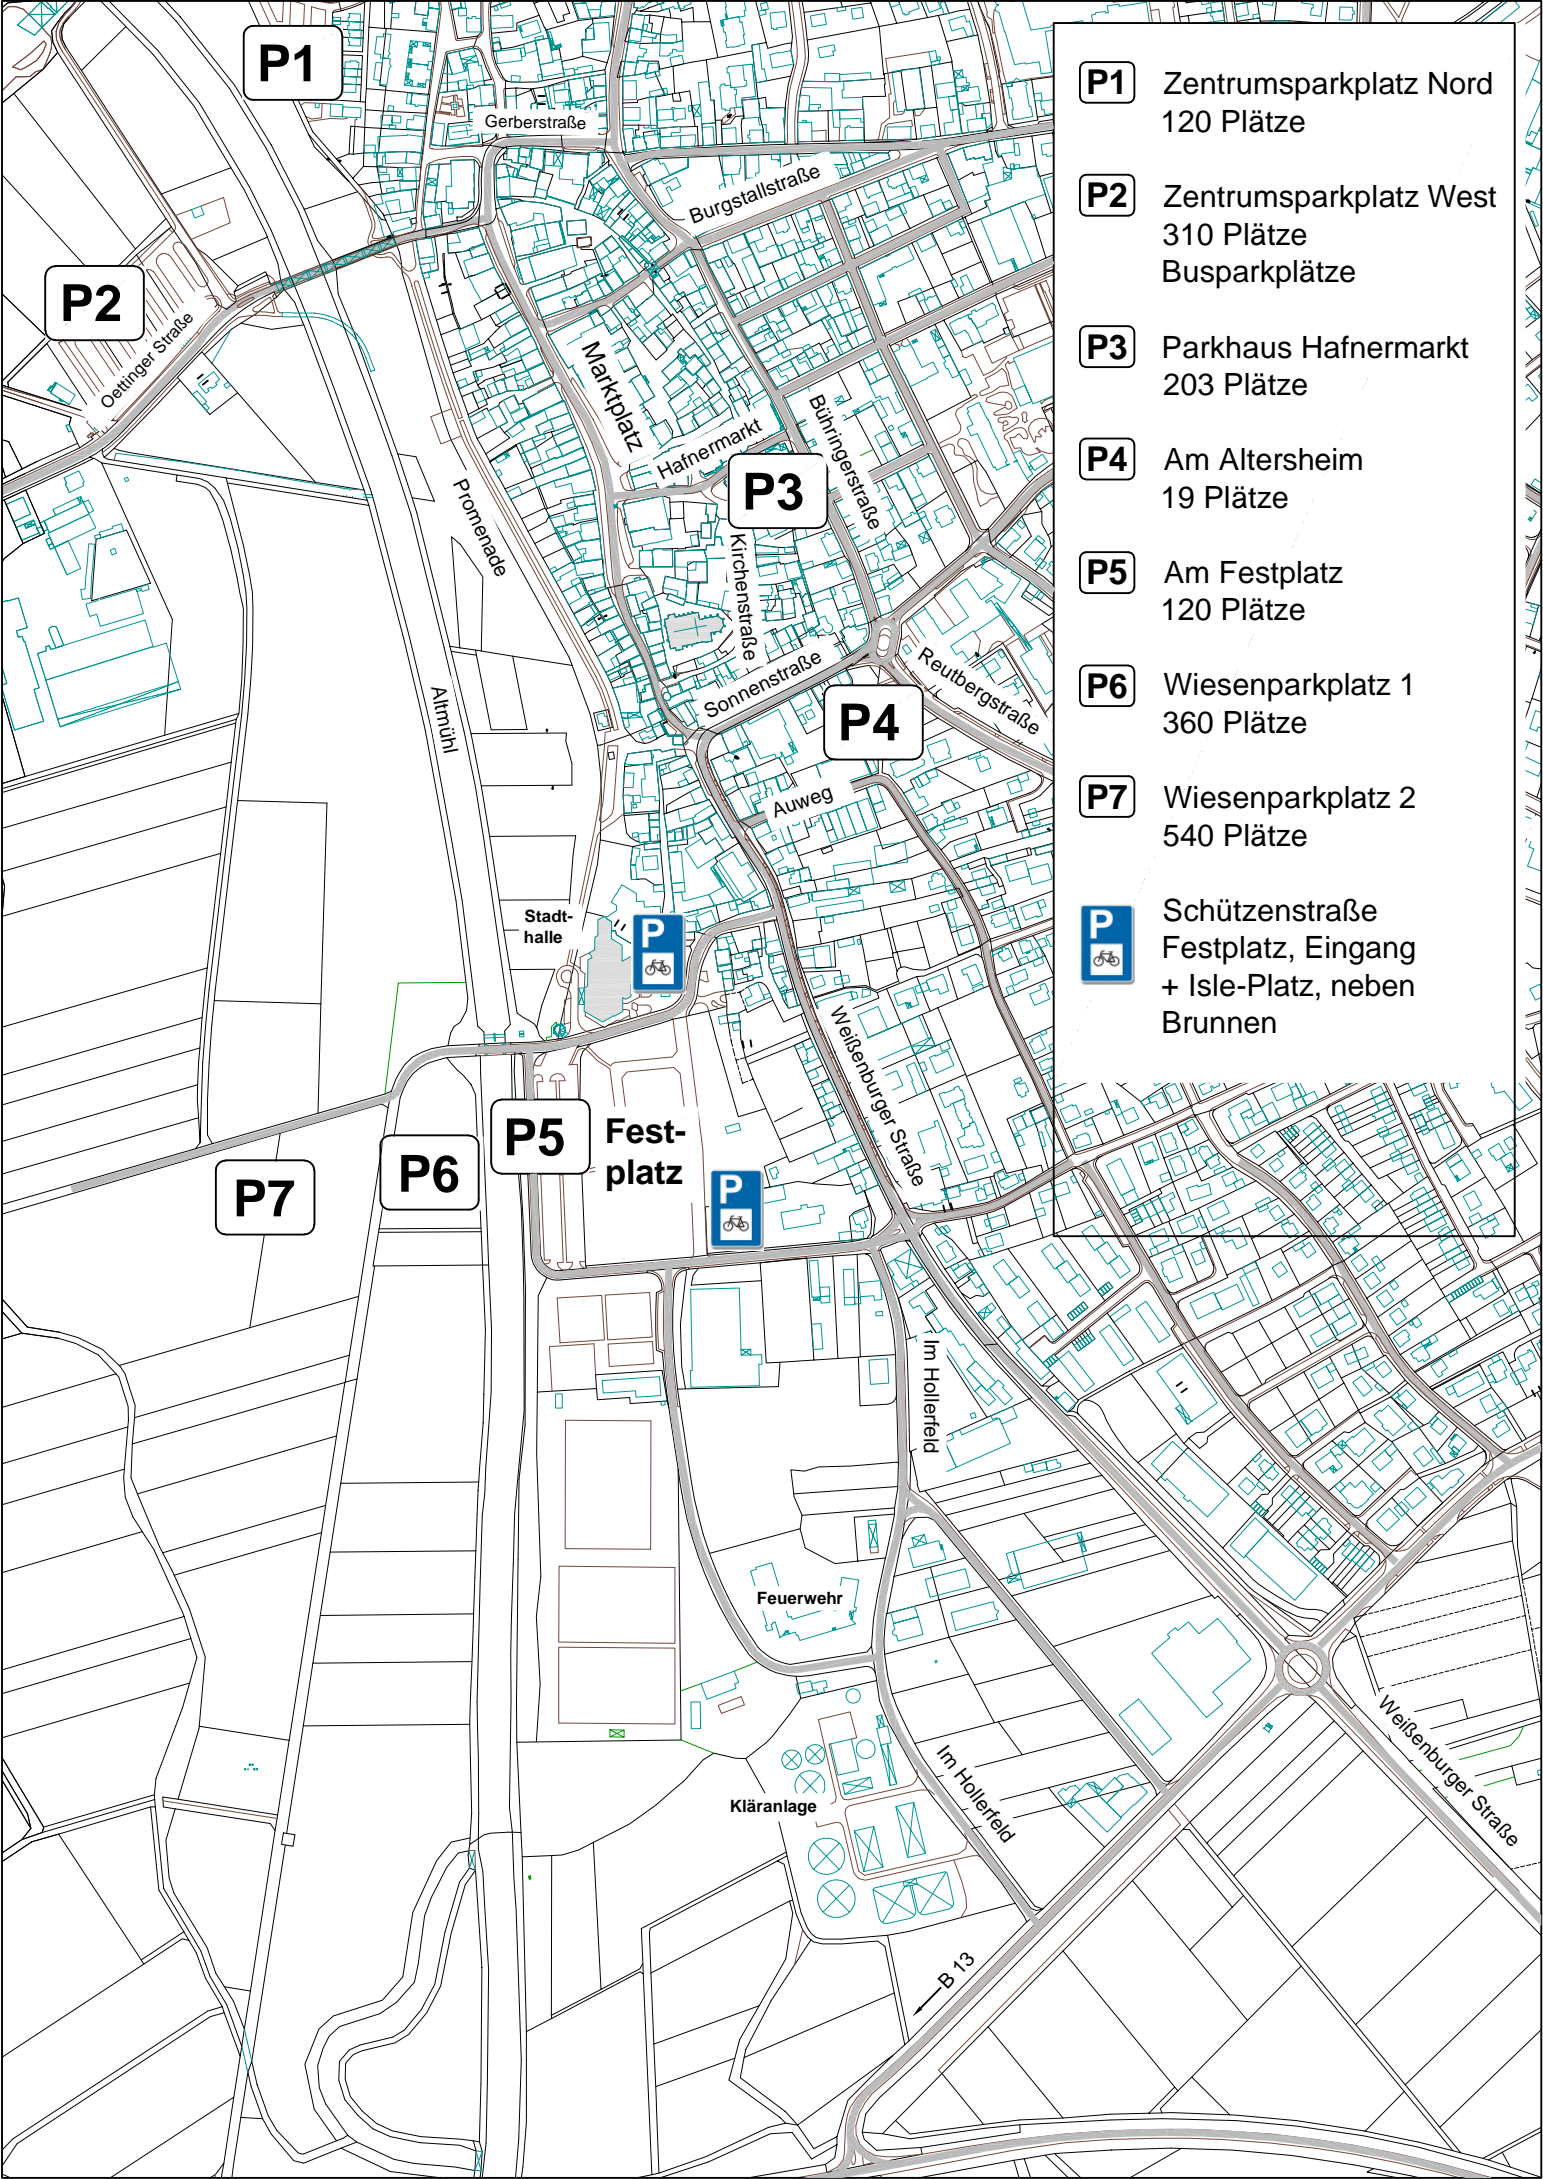 P1
Gerberstraße
Burgstallstraße
P2
Oettinger Straße
Marktplatz
Hafnermarkt
P3
Bühringerstraße
Promenade
Kirchenstraße
Sonnenstraße
Reutbergstraße
P4
Altmühl
Auweg
Stadt-
halle
P
Weißenburger Straße
P5
Fest-
platz
P6
P7
P
Im Hollerfeld
Feuerwehr
Kläranlage
Im Hollerfeld
Weißenburger Straße
B 13
P1 Zentrumsparkplatz Nord
120 Plätze
P2 Zentrumsparkplatz West
310 Plätze
Busparkplätze
P3 Parkhaus Hafnermarkt
203 Plätze
P4 Am Altersheim
19 Plätze
P5 Am Festplatz
120 Plätze
P6 Wiesenparkplatz 1
360 Plätze
P7 Wiesenparkplatz 2
540 Plätze
P Schützenstraße
Festplatz, Eingang
+ Isle-Platz, neben
Brunnen